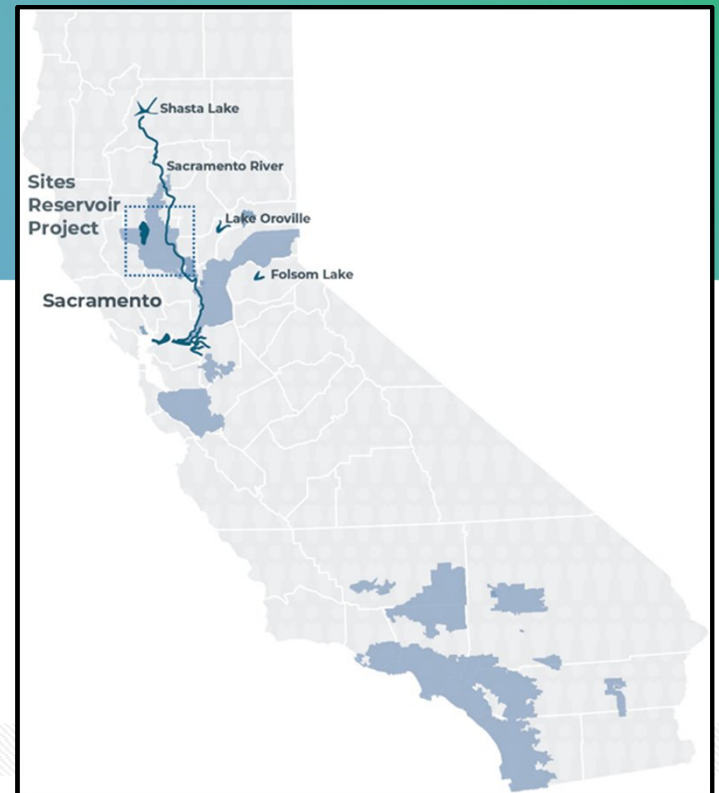 Shasta Lake
Sacramento River
Sites
Reservoir
Project
Lake Oroville
Folsom Lake
Sacramento